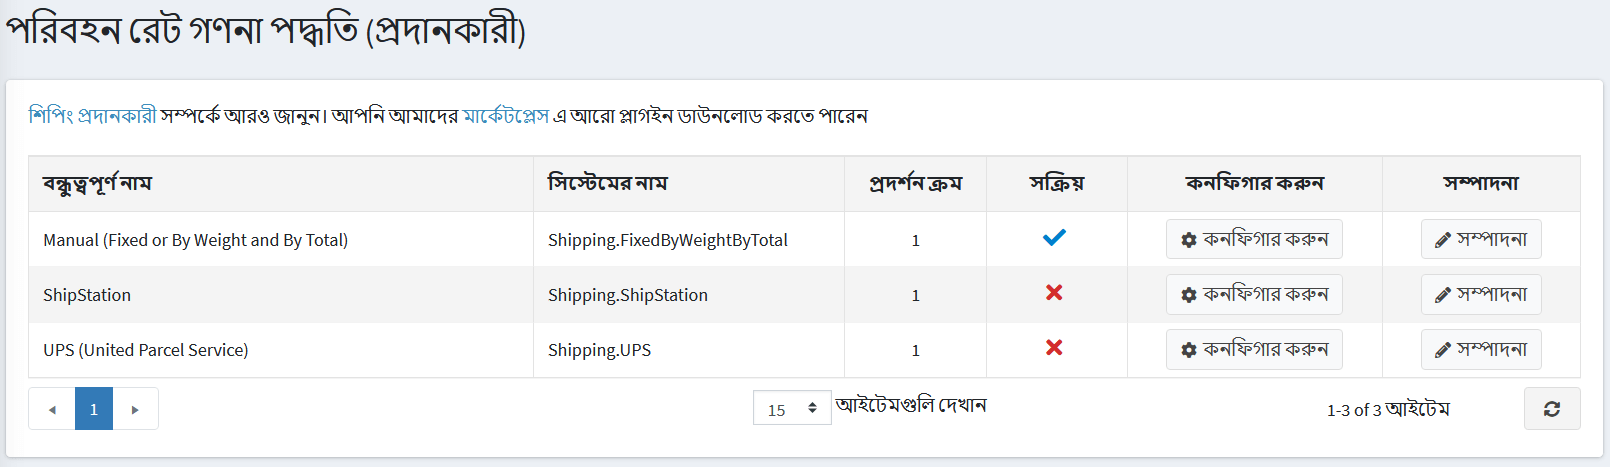 পরিবহন রেট গণনা পদ্ধতি (প্রদানকারী)
শিপিং প্রদানকারী সম্পর্কে আরও জানুন। আপনি আমাদের মার্কেটপ্লেস এ আরো প্লাগইন ডাউনলোড করতে পারেন
বন্ধুত্বপূর্ণ নাম সিস্টেমের নাম প্রদর্শন ক্রম সক্রিয় কনফিগার করুন সম্পাদনা
Manual (Fixed or By Weight and By Total) Shipping.FixedByWeightByTotal 1 কনফিগার করুন সম্পাদনা
ShipStation Shipping.ShipStation 1 কনফিগার করুন সম্পাদনা
UPS (United Parcel Service) Shipping.UPS 1 কনফিগার করুন সম্পাদনা
1 15 আইটেমগুলি দেখান 1-3 of 3 আইটেম